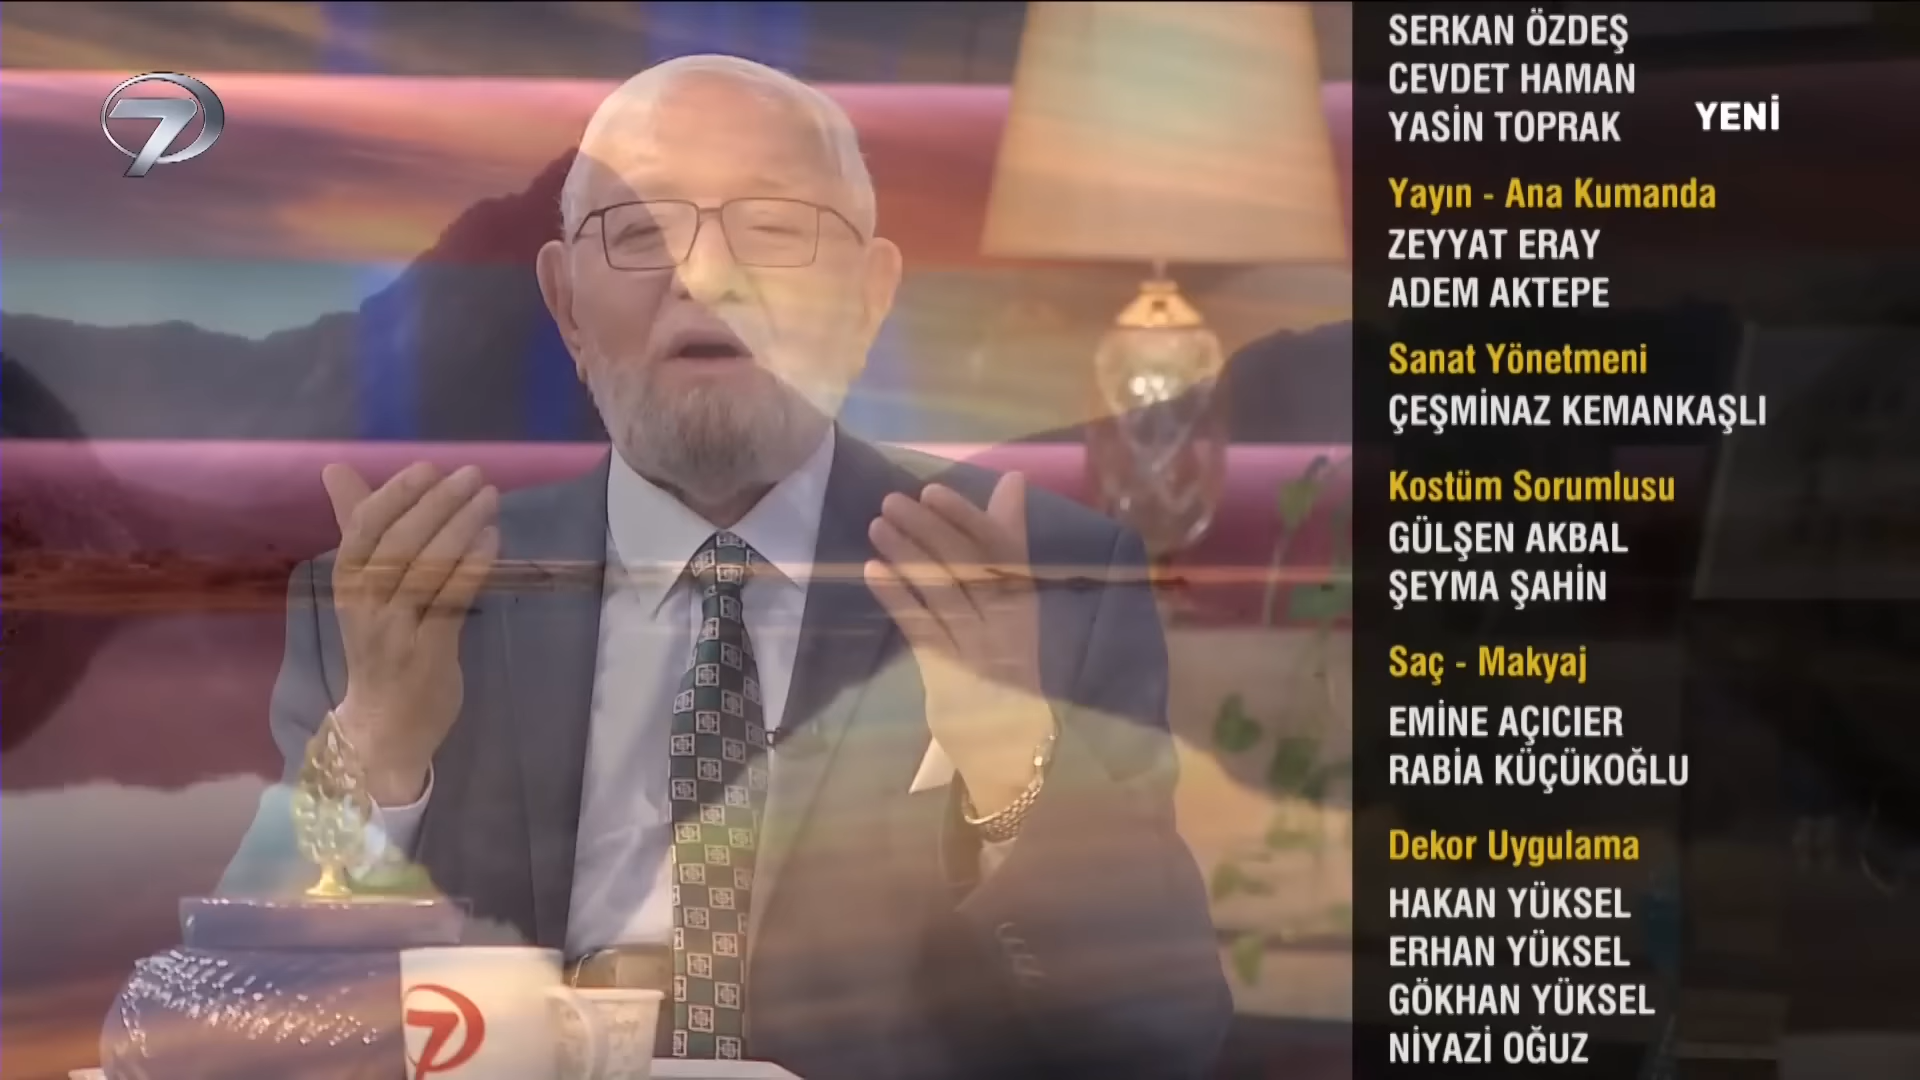 7
SERKAN ÖZDEŞ
CEVDET HAMAN
YASİN TOPRAK
YENİ
Yayın - Ana Kumanda
ZEYYAT ERAY
ADEM AKTEPE
Sanat Yönetmeni
ÇEŞMİNAZ KEMANKAŞLI
Kostüm Sorumlusu
GÜLŞEN AKBAL
ŞEYMA ŞAHİN
Saç - Makyaj
EMİNE AÇICIER
RABİA KÜÇÜKOĞLU
Dekor Uygulama
HAKAN YÜKSEL
ERHAN YÜKSEL
GÖKHAN YÜKSEL
NİYAZİ OĞUZ
7